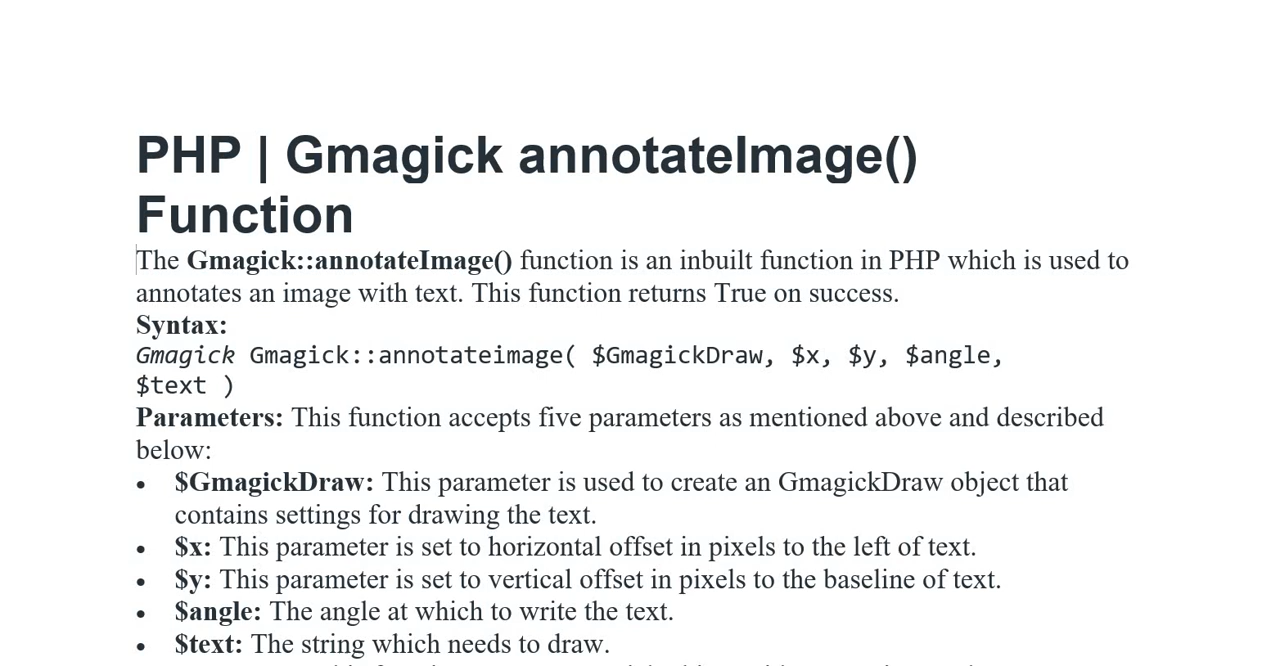 PHP | Gmagick annotateImage()
Function
The Gmagick::annotateImage() function is an inbuilt function in PHP which is used to
annotates an image with text. This function returns True on success.
Syntax:
Gmagick Gmagick::annotateimage( $GmagickDraw, $x, $y, $angle,
$text )
Parameters: This function accepts five parameters as mentioned above and described
below:
• $GmagickDraw: This parameter is used to create an GmagickDraw object that
contains settings for drawing the text.
• $x: This parameter is set to horizontal offset in pixels to the left of text.
• $y: This parameter is set to vertical offset in pixels to the baseline of text.
• $angle: The angle at which to write the text.
• $text: The string which needs to draw.